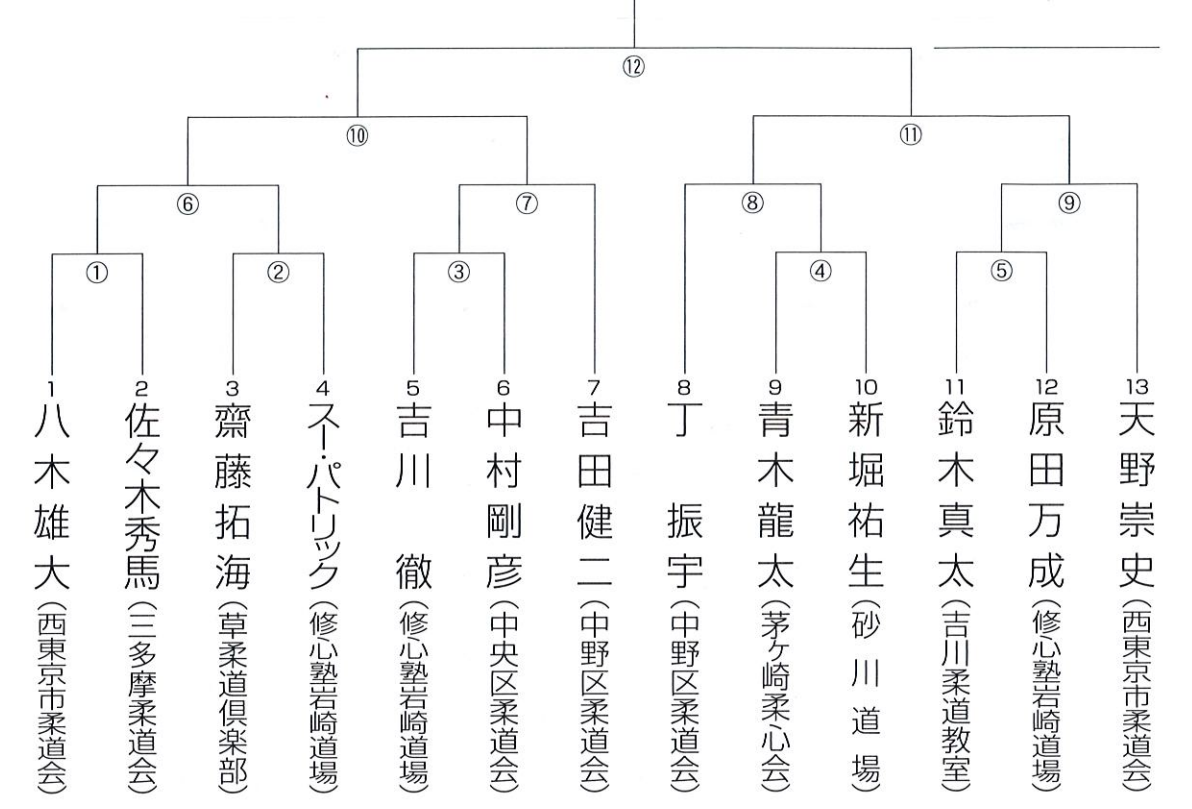 ⑫
⑩
⑪
⑥
⑦
⑧
⑨
①
②
③
④
⑤
1
八木雄大(西東京市柔道会)
2
佐々木秀馬(三多摩柔道会)
3
齋藤拓海(草柔道倶楽部)
4
スー・パトリック(修心塾岩崎道場)
5
吉川 徹(修心塾岩崎道場)
6
中村剛彦(中央区柔道会)
7
吉田健二(中野区柔道会)
8
丁 振宇(中野区柔道会)
9
青木龍太(茅ヶ崎柔心会)
10
新堀祐生(砂川道場)
11
鈴木真太(吉川柔道教室)
12
原田万成(修心塾岩崎道場)
13
天野崇史(西東京市柔道会)